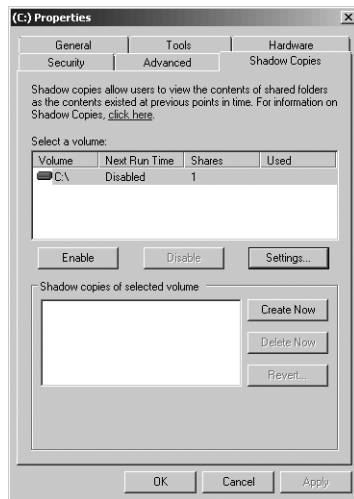 (C:) Properties
General Tools Hardware
Security Advanced Shadow Copies
Shadow copies allow users to view the contents of shared folders
as the contents existed at previous points in time. For information on
Shadow Copies, click here.
Select a volume:
Volume Next Run Time Shares Used
C:\ Disabled 1
Enable Disable Settings...
Shadow copies of selected volume
Create Now
Delete Now
Revert...
OK Cancel Apply